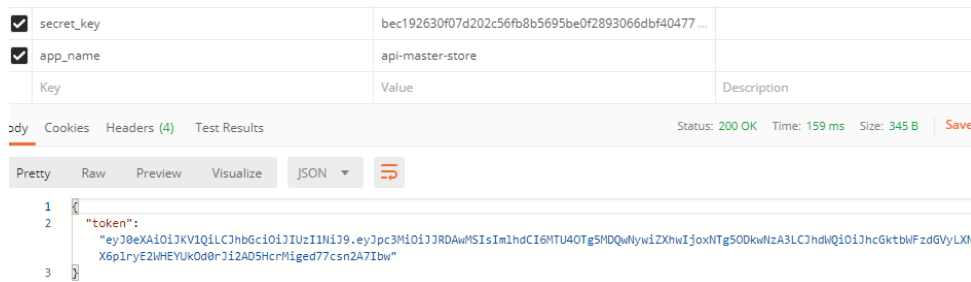 secret_key bec192630f07d202c56fb8b5695be0f2893066dbf40477 ...
app_name api-master-store
Key Value Description
ody Cookies Headers (4) Test Results Status: 200 OK Time: 159 ms Size: 345 B Save
Pretty Raw Preview Visualize JSON
1 {
2 "token":
"eyJ0eXAiOiJKV1QiLCJhbGciOiJIUzI1NiJ9.eyJpc3MiOiJJRDAwMSIsImlhdCI6MTU4OTg5MDQwNywiZXhwIjoxNTg5ODkwNzA3LCJhdWQiOiJhcGktbWFzdGVyLXN
X6plryE2WHEYUkOd0rJi2AD5HcrMiged77csn2A7Ibw"
3 }